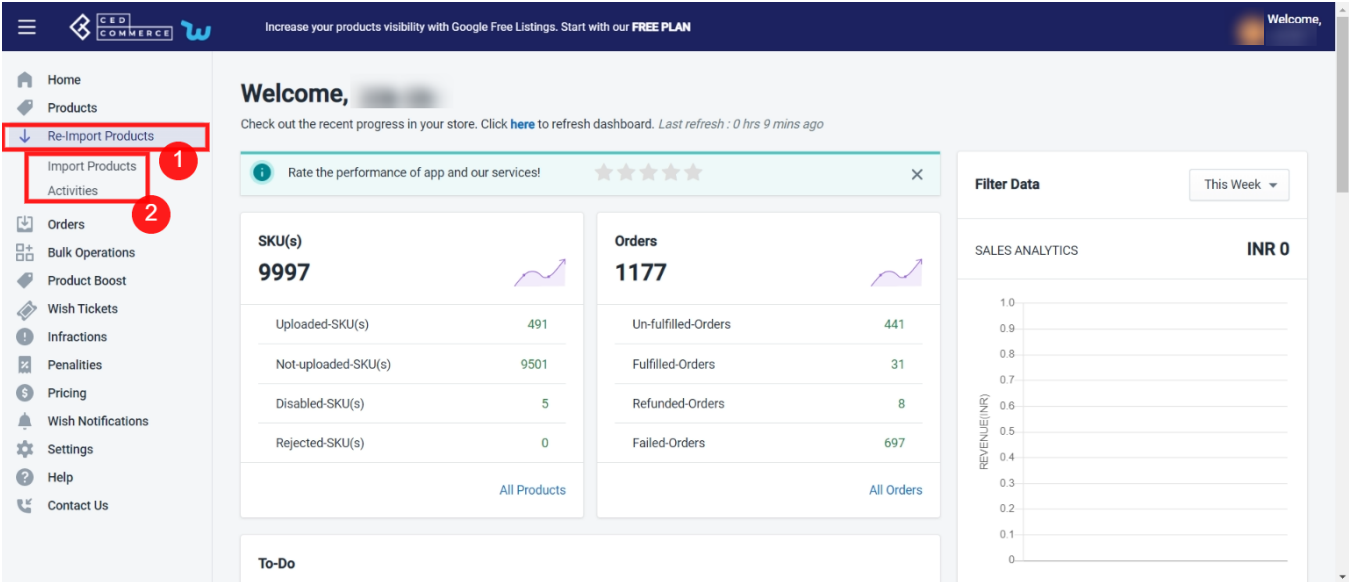 CED
COMMERCE
Increase your products visibility with Google Free Listings. Start with our FREE PLAN
Welcome,
Home
Products
Re-Import Products
1
Import Products
Activities
2
Orders
Bulk Operations
Product Boost
Wish Tickets
Infractions
Penalities
Pricing
Wish Notifications
Settings
Help
Contact Us
Welcome,
Check out the recent progress in your store. Click here to refresh dashboard. Last refresh : 0 hrs 9 mins ago
Rate the performance of app and our services!
SKU(s)
9997
Uploaded-SKU(s) 491
Not-uploaded-SKU(s) 9501
Disabled-SKU(s) 5
Rejected-SKU(s) 0
All Products
Orders
1177
Un-fulfilled-Orders 441
Fulfilled-Orders 31
Refunded-Orders 8
Failed-Orders 697
All Orders
To-Do
Filter Data
This Week
SALES ANALYTICS INR 0
REVENUE(INR)
1.0
0.9
0.8
0.7
0.6
0.5
0.4
0.3
0.2
0.1
0